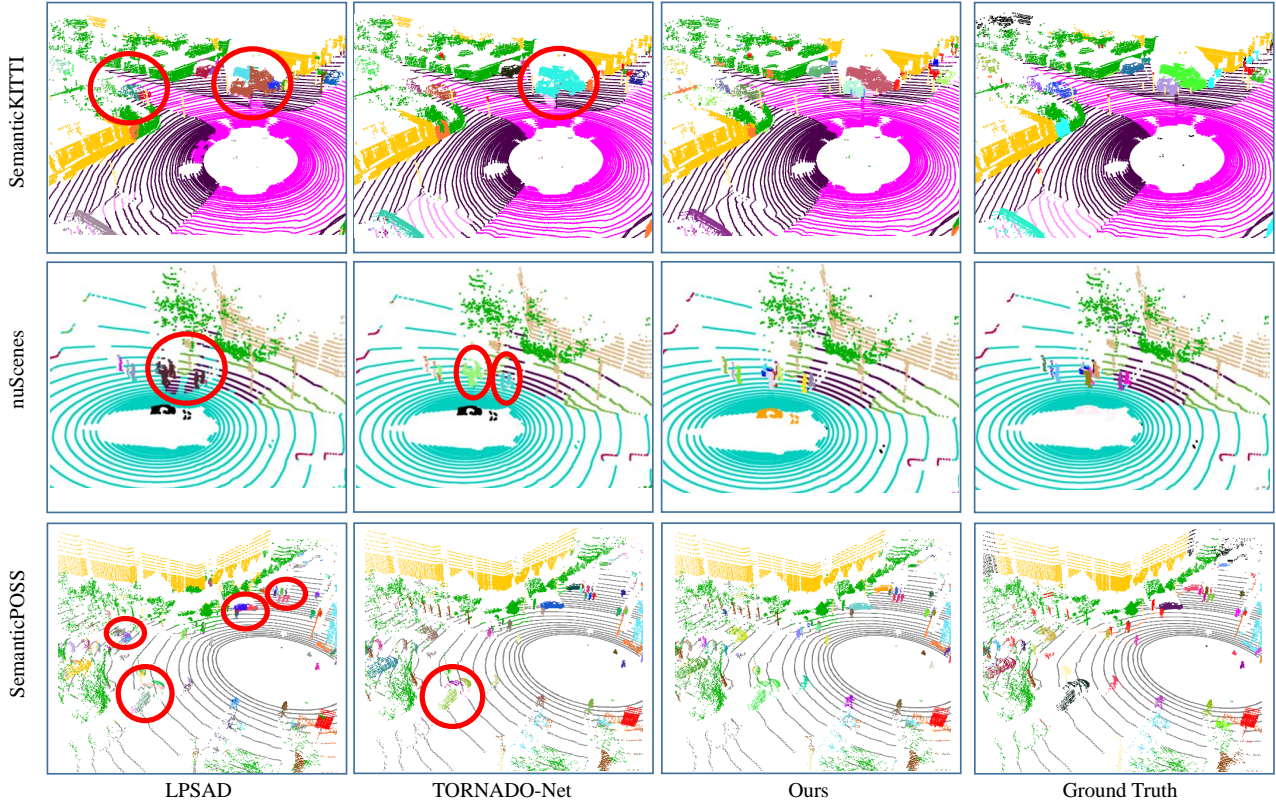 SemanticKITTI
nuScenes
SemanticPOSS
LPSAD
TORNADO-Net
Ours
Ground Truth